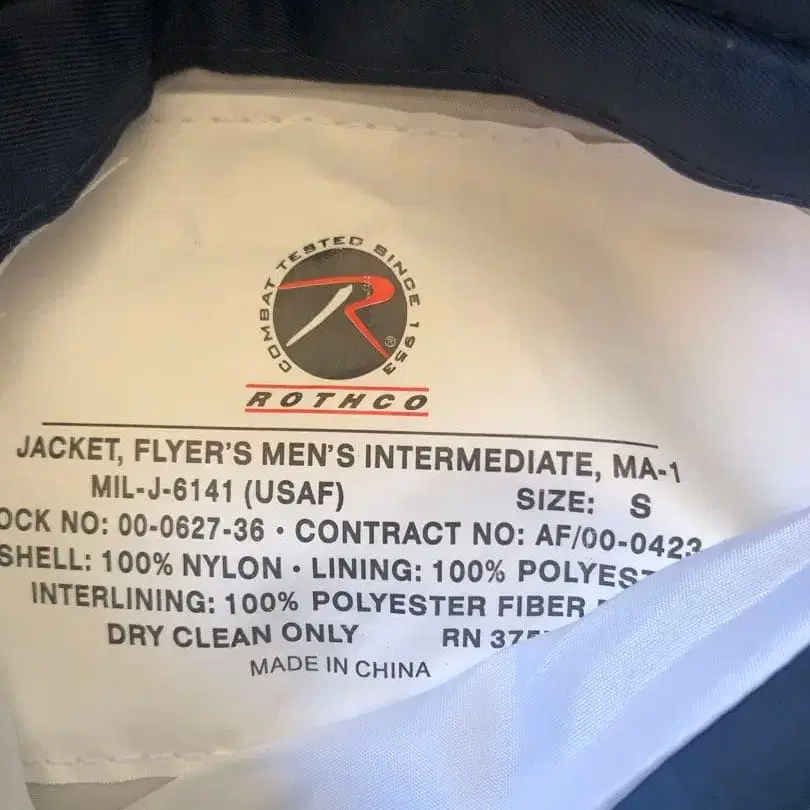 COMBAT TESTED SINCE 1953
®
ROTHCO
JACKET, FLYER'S MEN'S INTERMEDIATE, MA-1
MIL-J-6141 (USAF) SIZE: S
OCK NO: 00-0627-36 · CONTRACT NO: AF/00-0423
SHELL: 100% NYLON · LINING: 100% POLYES
INTERLINING: 100% POLYESTER FIBER
DRY CLEAN ONLY RN 375
MADE IN CHINA